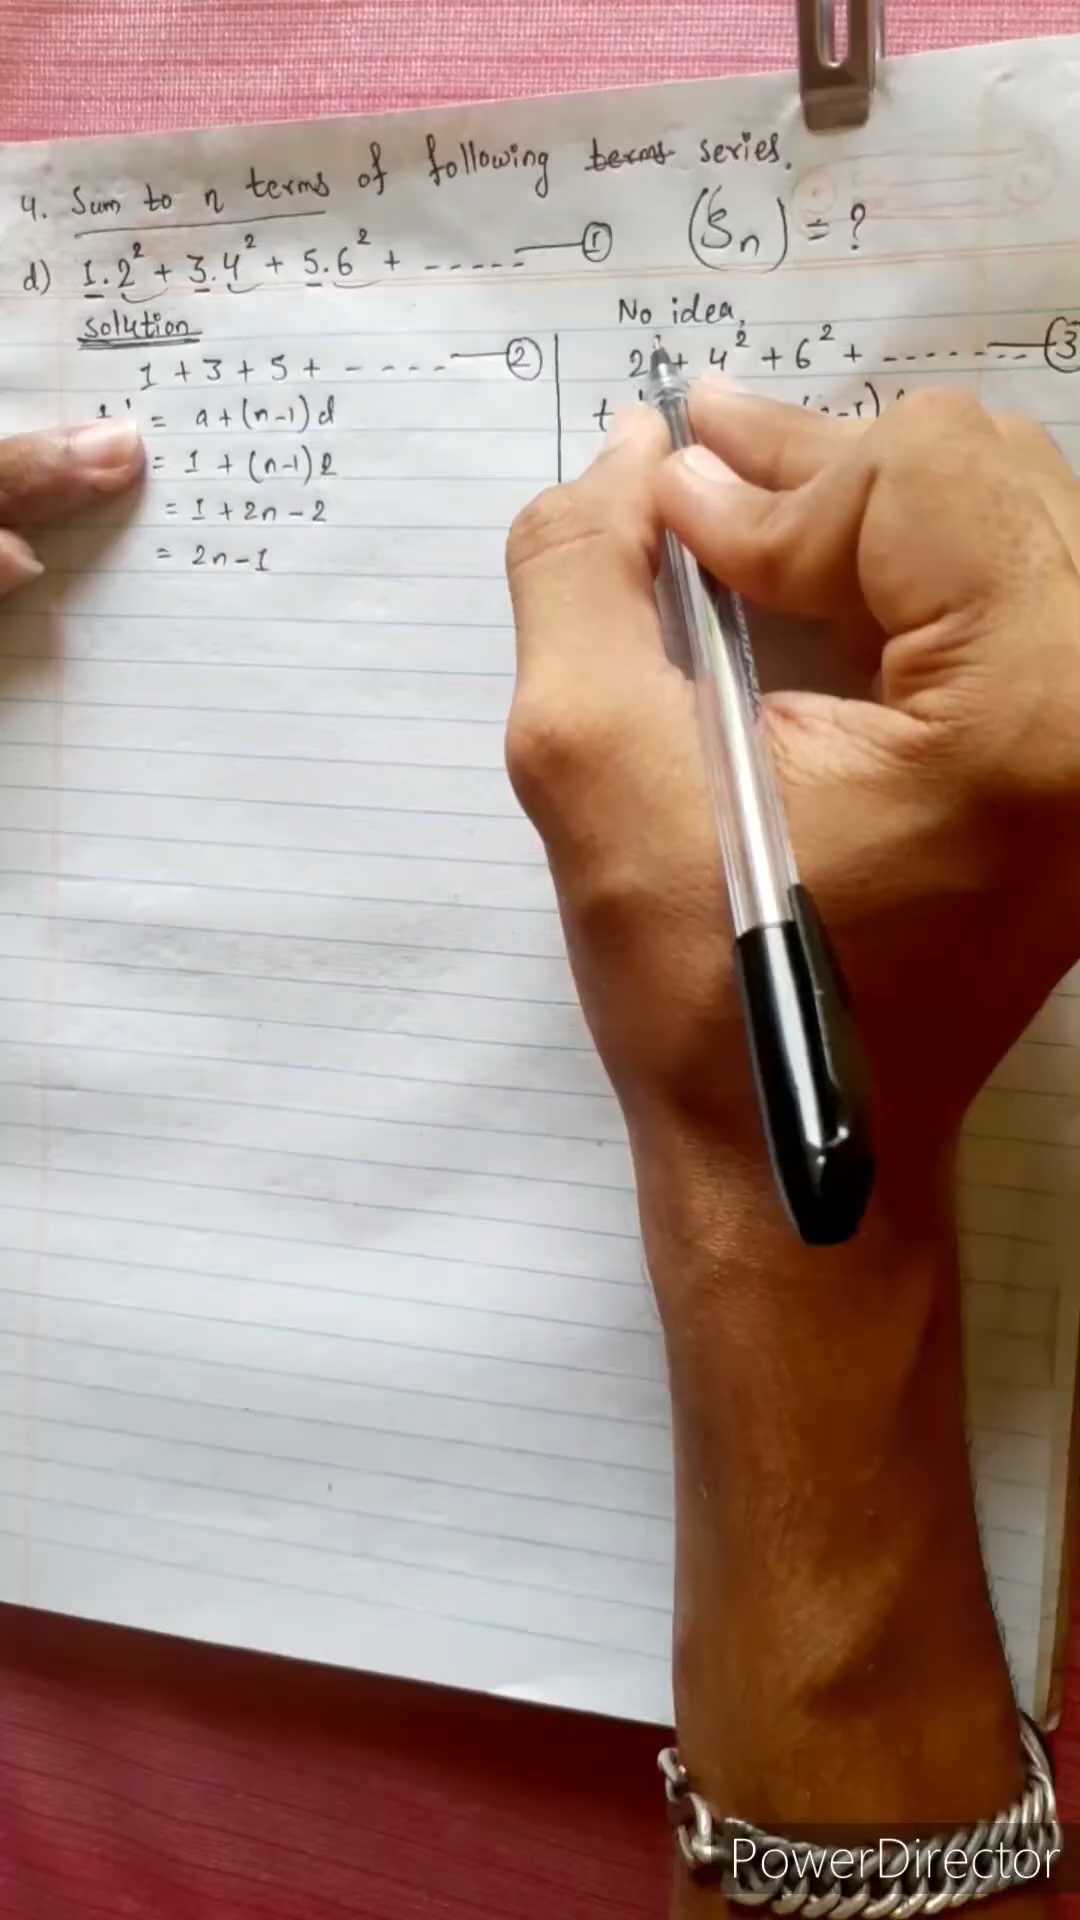 4. Sum to n terms of following terms series.
d) 1.2² + 3.4² + 5.6² + ------ ① (Sn) = ?
Solution
1 + 3 + 5 + ------ ②
= a + (n-1)d
= 1 + (n-1)2
= 1 + 2n - 2
= 2n - 1
No idea,
2 + 4² + 6² + ------- ③
t
PowerDirector